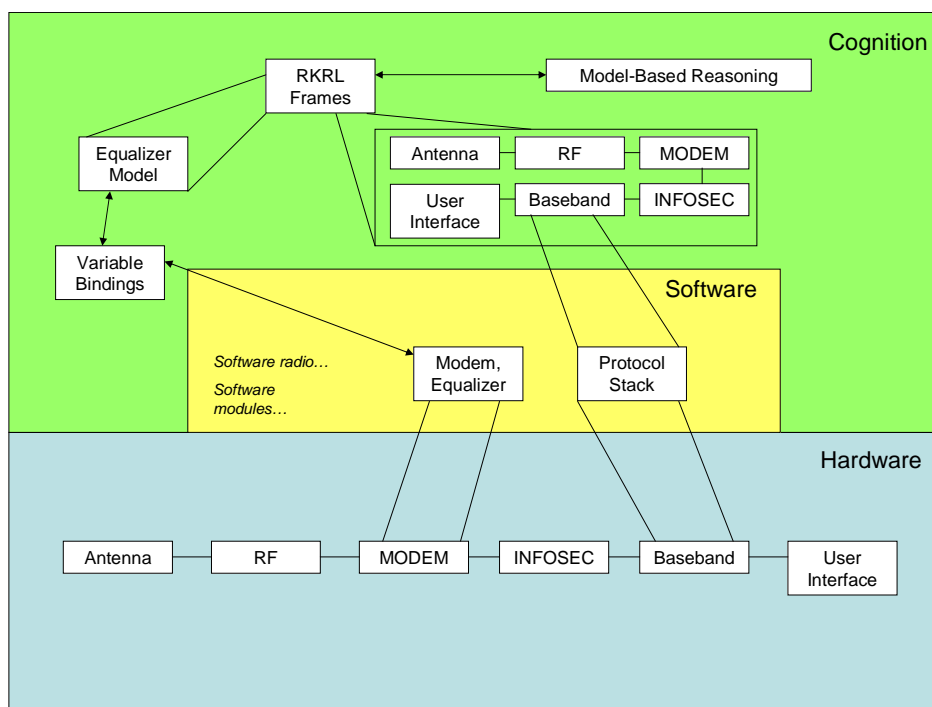 Cognition
RKRL
Frames
Model-Based Reasoning
Equalizer
Model
Antenna
RF
MODEM
User
Interface
Baseband
INFOSEC
Variable
Bindings
Software
Software radio…
Software
modules…
Modem,
Equalizer
Protocol
Stack
Hardware
Antenna
RF
MODEM
INFOSEC
Baseband
User
Interface